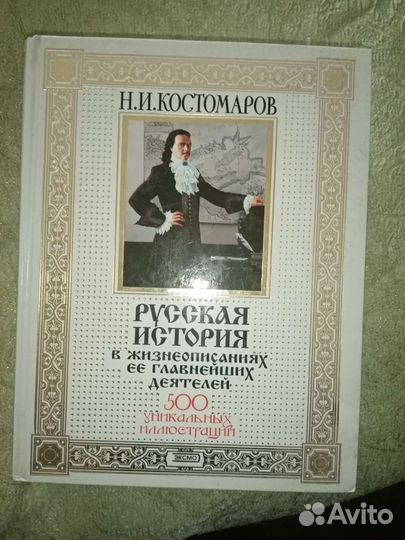 Н.И.КОСТОМАРОВ
РУССКАЯ
ИСТОРИЯ
В ЖИЗНЕОПИСАНИЯХ
ЕЕ ГЛАВНЕЙШИХ
ДЕЯТЕЛЕЙ
500
УНИКАЛЬНЫХ
ИЛЛЮСТРАЦИЙ
ЭКСМО
Avito